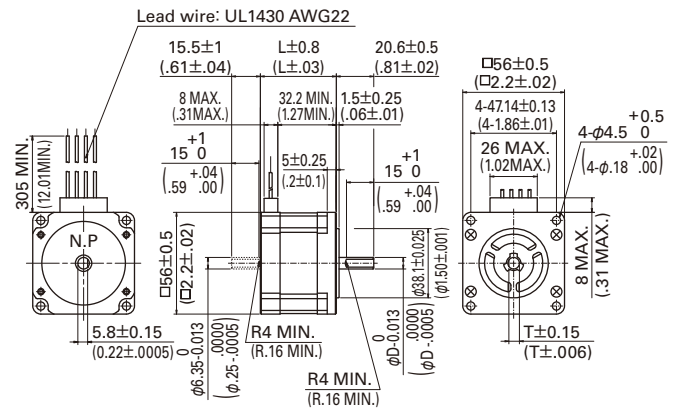 Lead wire: UL1430 AWG22
15.5±1
(.61±.04)
L±0.8
(L±.03)
20.6±0.5
(.81±.02)
□56±0.5
(□2.2±.02)
8 MAX.
(.31MAX.)
32.2 MIN.
(1.27MIN.)
1.5±0.25
(.06±.01)
4-47.14±0.13
(4-1.86±.01)
4-φ4.5 +0.5 0
(4-φ.18 +.02 .00)
26 MAX.
(1.02MAX.)
305 MIN.
(12.01MIN.)
15 +1 0
(.59 +.04 .00)
5±0.25
(.2±0.1)
15 +1 0
(.59 +.04 .00)
N.P
□56±0.5
(□2.2±.02)
φ38.1±0.025
(φ1.50±.001)
8 MAX.
(.31 MAX.)
5.8±0.15
(0.22±.0005)
φ6.35 0 -0.013
(φ.25 .0000 -.0005)
R4 MIN.
(R.16 MIN.)
R4 MIN.
(R.16 MIN.)
φD 0 -0.013
(φD .0000 -.0005)
T±0.15
(T±.006)